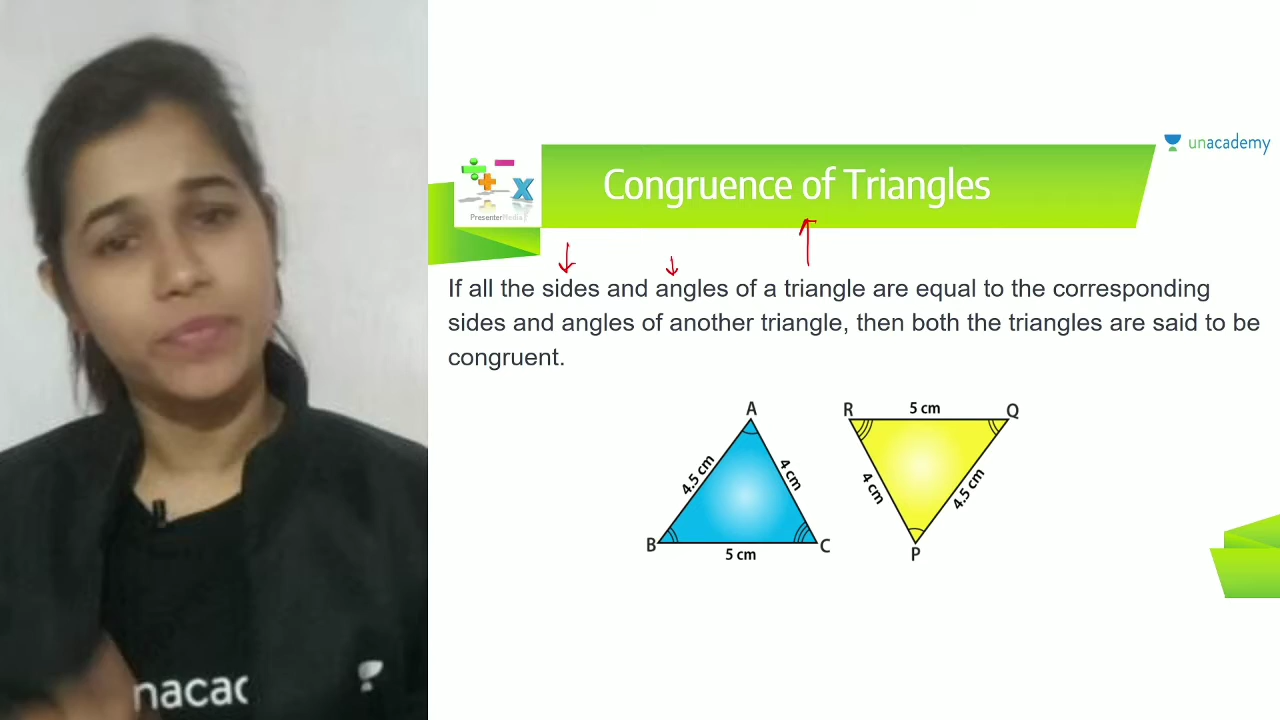 unacademy
Congruence of Triangles
PresenterMedia
If all the sides and angles of a triangle are equal to the corresponding
sides and angles of another triangle, then both the triangles are said to be
congruent.
A
4.5 cm
4 cm
B
C
5 cm
R
5 cm
Q
4 cm
4.5 cm
P
nacac